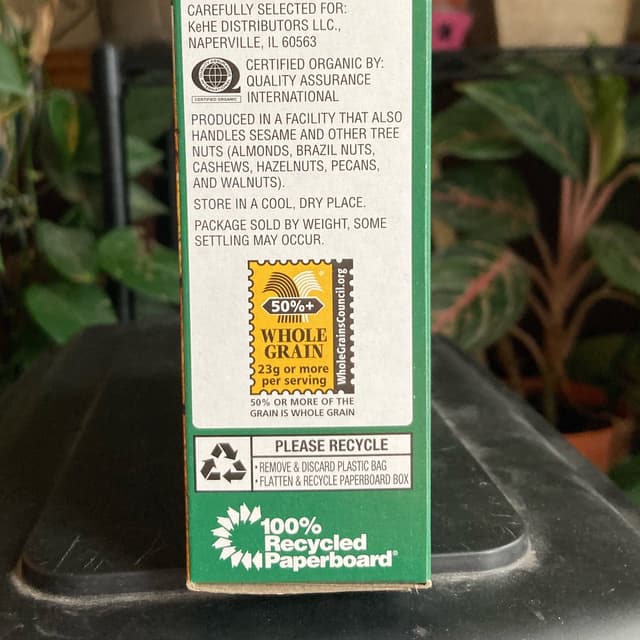 CAREFULLY SELECTED FOR:
KeHE DISTRIBUTORS LLC.,
NAPERVILLE, IL 60563
CERTIFIED ORGANIC BY:
QUALITY ASSURANCE
INTERNATIONAL
CERTIFIED ORGANIC
PRODUCED IN A FACILITY THAT ALSO
HANDLES SESAME AND OTHER TREE
NUTS (ALMONDS, BRAZIL NUTS,
CASHEWS, HAZELNUTS, PECANS,
AND WALNUTS).
STORE IN A COOL, DRY PLACE.
PACKAGE SOLD BY WEIGHT, SOME
SETTLING MAY OCCUR.
50%+
WHOLE
GRAIN
23g or more
per serving
WholeGrainsCouncil.org
50% OR MORE OF THE
GRAIN IS WHOLE GRAIN
PLEASE RECYCLE
• REMOVE & DISCARD PLASTIC BAG
• FLATTEN & RECYCLE PAPERBOARD BOX
100%
Recycled
Paperboard®